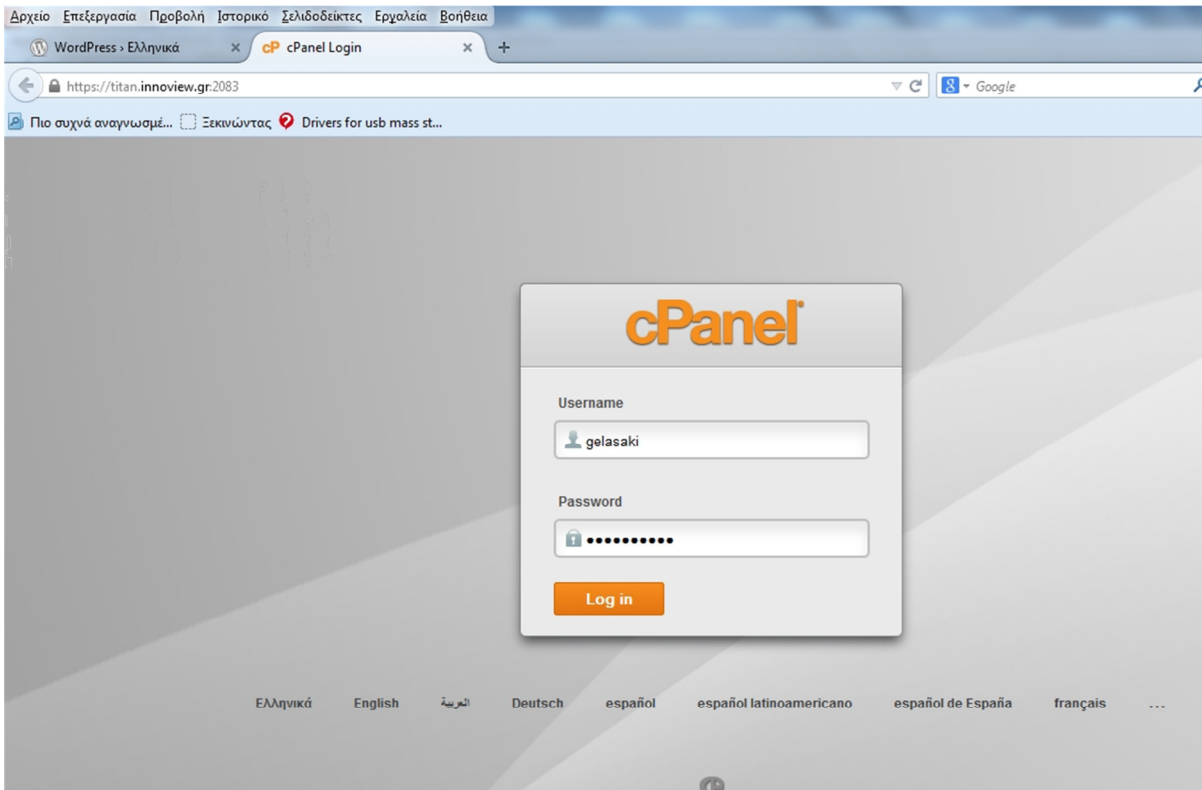 Αρχείο Επεξεργασία Προβολή Ιστορικό Σελιδοδείκτες Εργαλεία Βοήθεια
WordPress › Ελληνικά × cP cPanel Login × +
https://titan.innoview.gr:2083 Google
Πιο συχνά αναγνωσμέ... Ξεκινώντας Drivers for usb mass st...
cPanel
Username
gelasaki
Password
••••••••••
Log in
Ελληνικά English العربية Deutsch español español latinoamericano español de España français ...